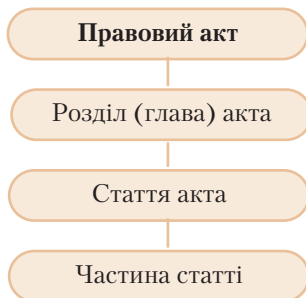 Правовий акт
Розділ (глава) акта
Стаття акта
Частина статті